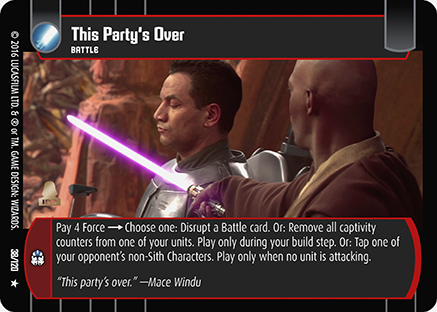 This Party's Over
BATTLE
© 2016 LUCASFILM LTD. & ® or TM. GAME DESIGN: WIZARDS.
Pay 4 Force → Choose one: Disrupt a Battle card. Or: Remove all captivity
counters from one of your units. Play only during your build step. Or: Tap one of
your opponent's non-Sith Characters. Play only when no unit is attacking.
"This party's over." —Mace Windu